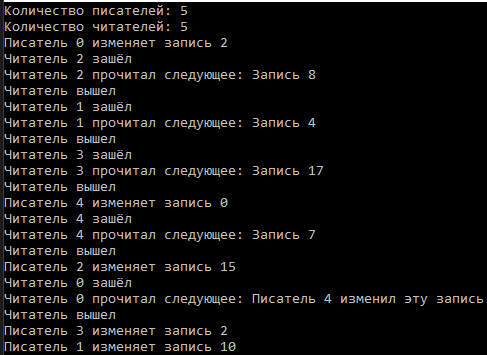 Количество писателей: 5
Количество читателей: 5
Писатель 0 изменяет запись 2
Читатель 2 зашёл
Читатель 2 прочитал следующее: Запись 8
Читатель вышел
Читатель 1 зашёл
Читатель 1 прочитал следующее: Запись 4
Читатель вышел
Читатель 3 зашёл
Читатель 3 прочитал следующее: Запись 17
Читатель вышел
Писатель 4 изменяет запись 0
Читатель 4 зашёл
Читатель 4 прочитал следующее: Запись 7
Читатель вышел
Писатель 2 изменяет запись 15
Читатель 0 зашёл
Читатель 0 прочитал следующее: Писатель 4 изменил эту запись
Читатель вышел
Писатель 3 изменяет запись 2
Писатель 1 изменяет запись 10